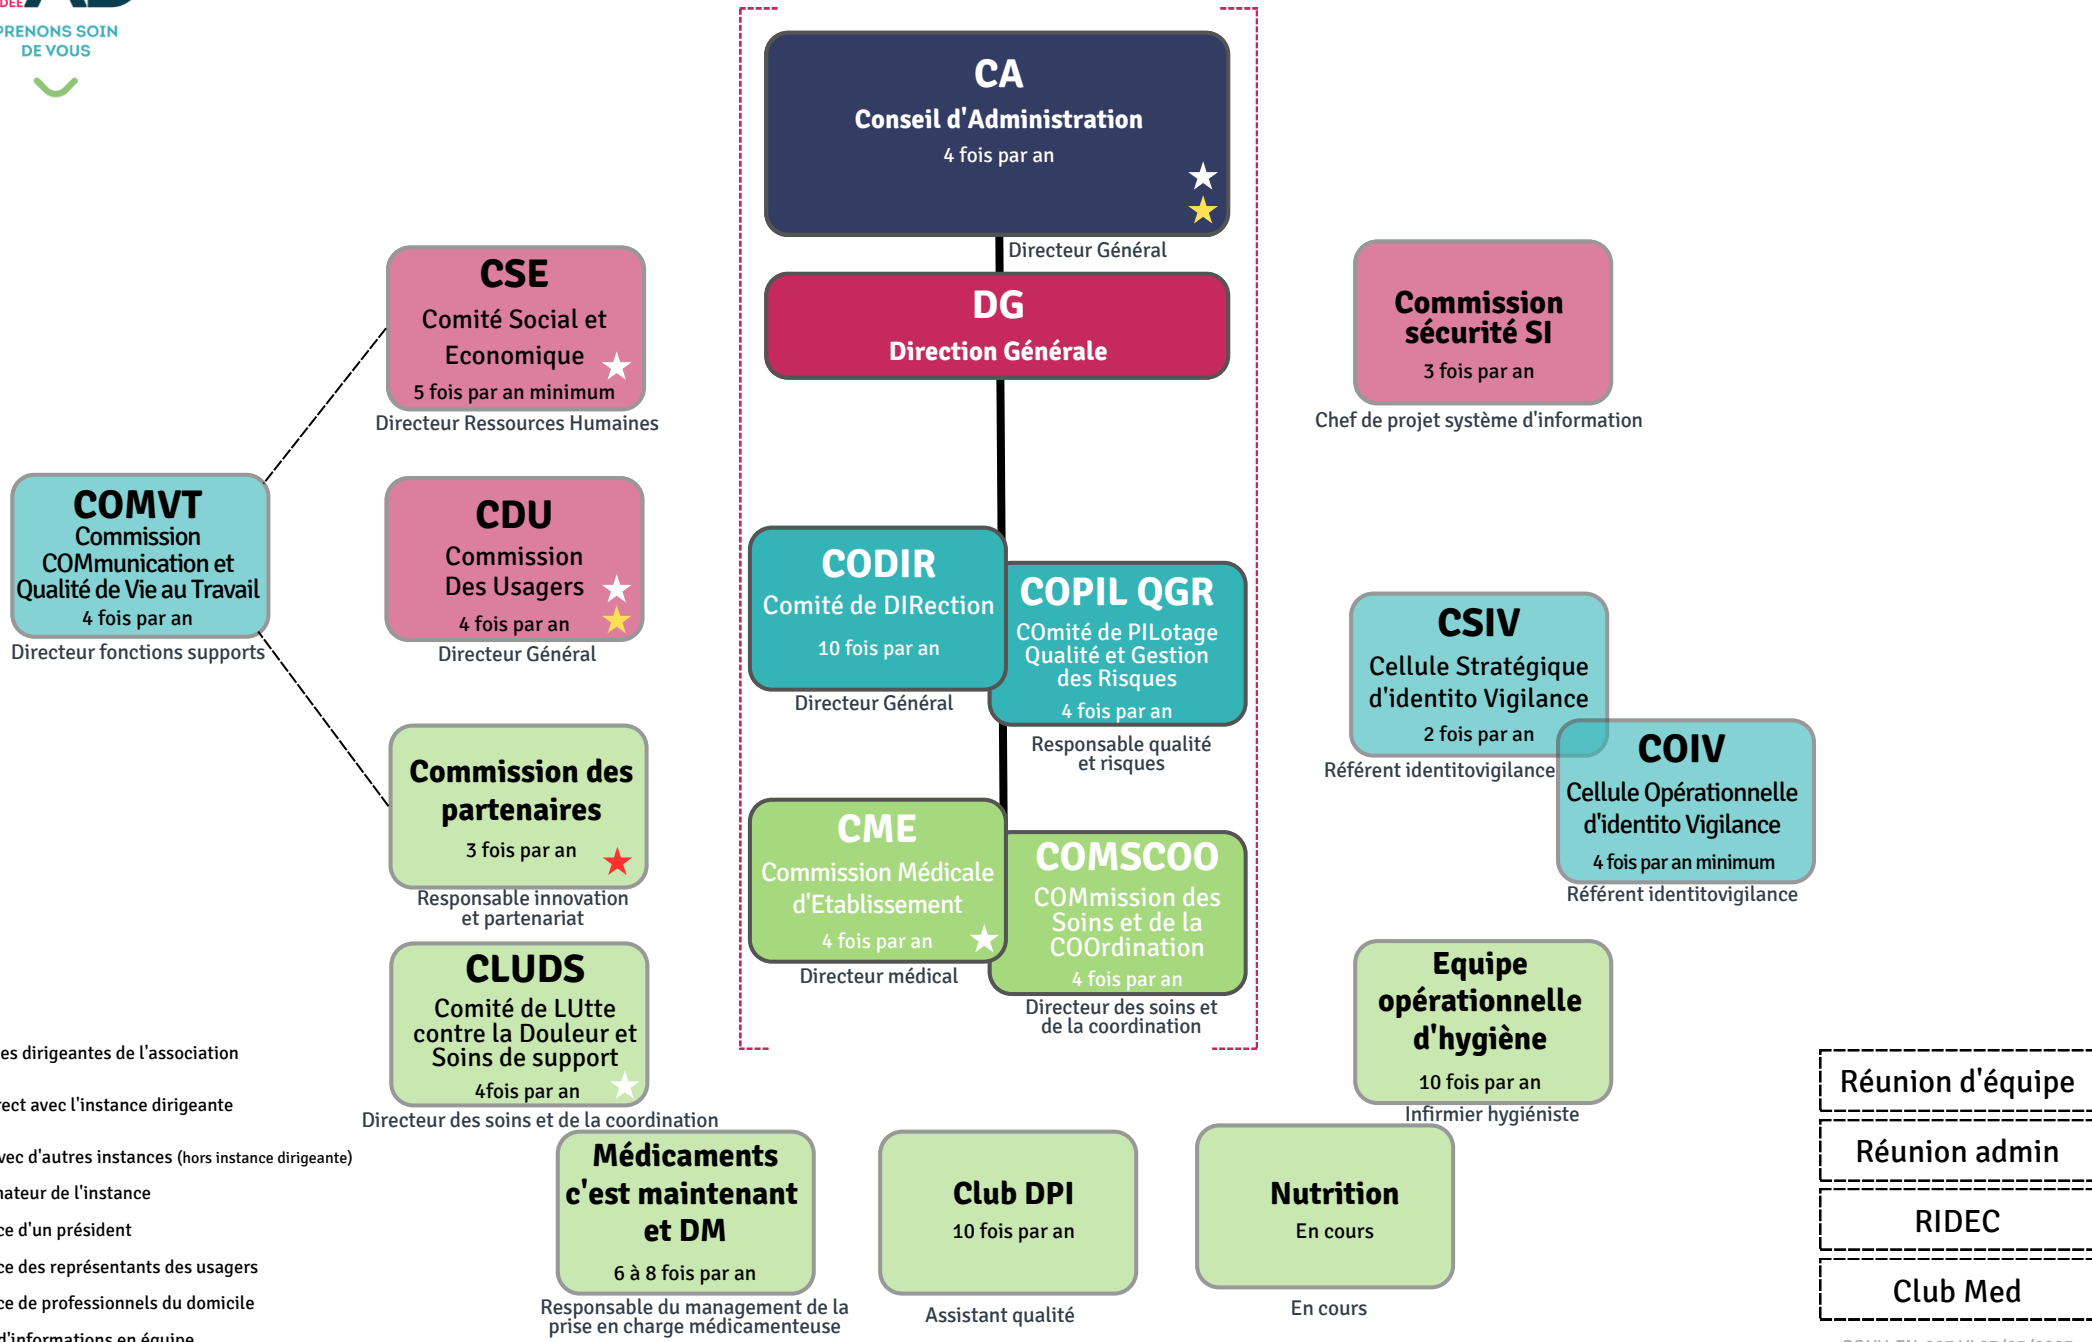 PRENONS SOIN
DE VOUS
CA
Conseil d'Administration
4 fois par an
Directeur Général
DG
Direction Générale
CSE
Comité Social et
Economique
5 fois par an minimum
Directeur Ressources Humaines
Commission
sécurité SI
3 fois par an
Chef de projet système d'information
COMVT
Commission
COMmunication et
Qualité de Vie au Travail
4 fois par an
Directeur fonctions supports
CDU
Commission
Des Usagers
4 fois par an
Directeur Général
CODIR
Comité de DIRection
10 fois par an
Directeur Général
COPIL QGR
COmité de PILotage
Qualité et Gestion
des Risques
4 fois par an
Responsable qualité
et risques
CSIV
Cellule Stratégique
d'identito Vigilance
2 fois par an
Référent identitovigilance
COIV
Cellule Opérationnelle
d'identito Vigilance
4 fois par an minimum
Référent identitovigilance
Commission des
partenaires
3 fois par an
Responsable innovation
et partenariat
CME
Commission Médicale
d'Etablissement
4 fois par an
Directeur médical
COMSCOO
COMmission des
Soins et de la
COOrdination
4 fois par an
Directeur des soins et
de la coordination
CLUDS
Comité de LUtte
contre la Douleur et
Soins de support
4fois par an
Directeur des soins et de la coordination
Equipe
opérationnelle
d'hygiène
10 fois par an
Infirmier hygiéniste
Médicaments
c'est maintenant
et DM
6 à 8 fois par an
Responsable du management de la
prise en charge médicamenteuse
Club DPI
10 fois par an
Assistant qualité
Nutrition
En cours
En cours
es dirigeantes de l'association
rect avec l'instance dirigeante
vec d'autres instances (hors instance dirigeante)
nateur de l'instance
ce d'un président
ce des représentants des usagers
ce de professionnels du domicile
d'informations en équipe
Réunion d'équipe
Réunion admin
RIDEC
Club Med